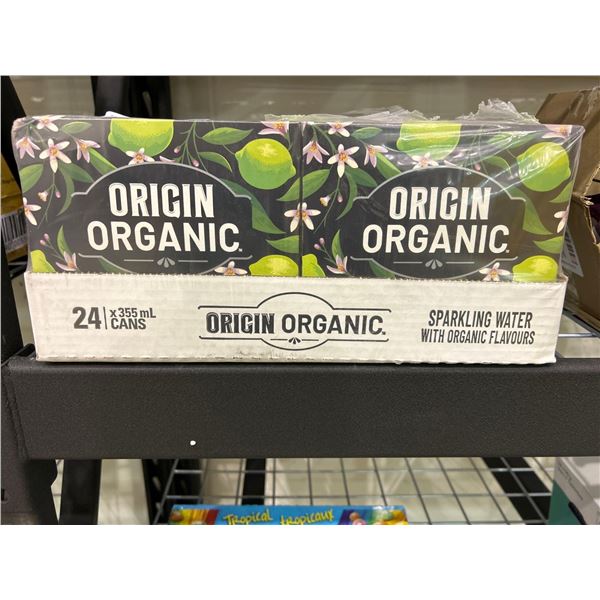 ORIGIN
ORGANIC.
ORIGIN
ORGANIC.
24 x 355 mL
CANS
ORIGIN ORGANIC.
SPARKLING WATER
WITH ORGANIC FLAVOURS
Tropical tropicaux